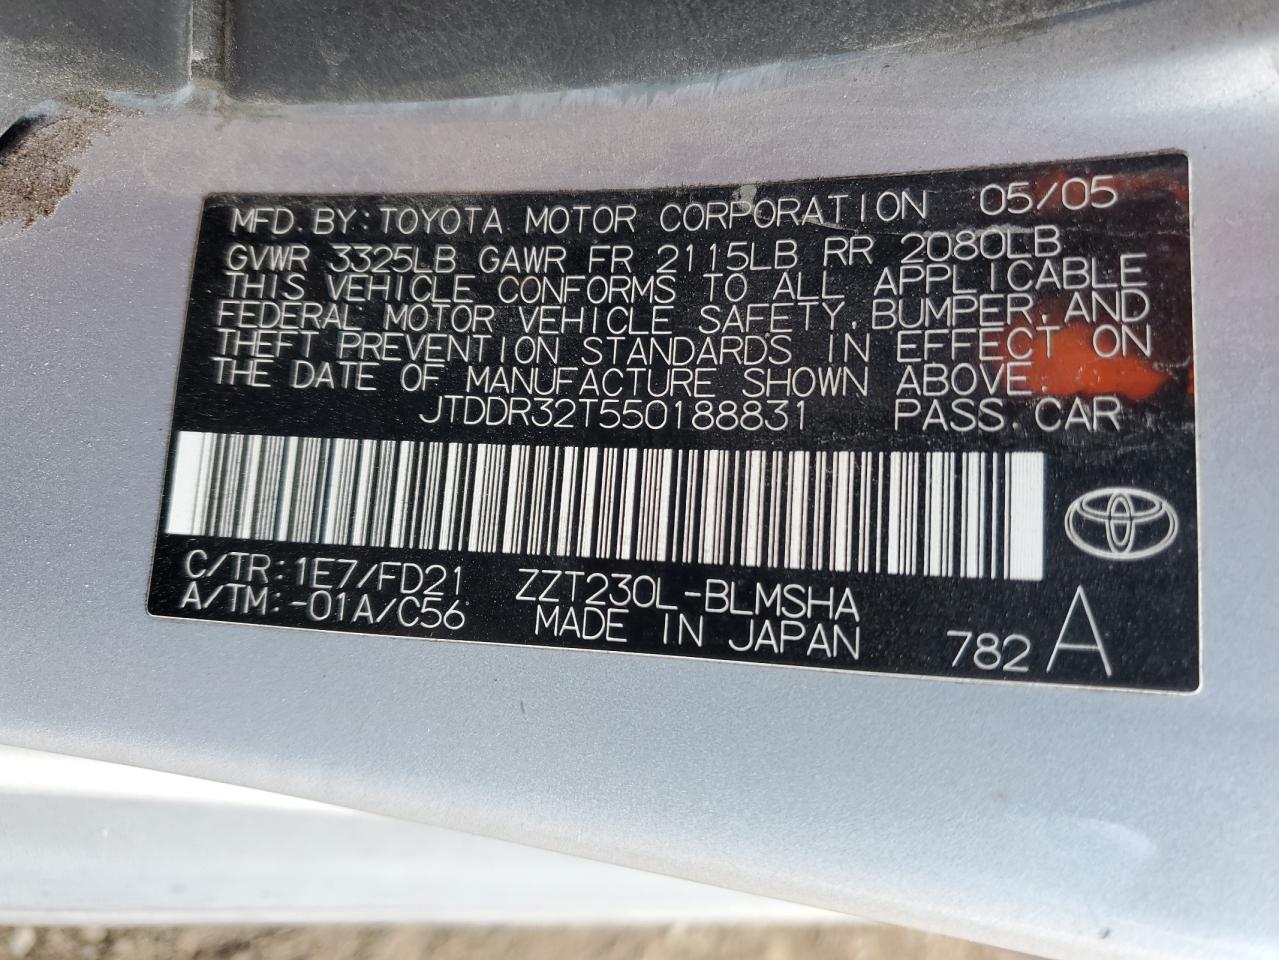 MFD.BY:TOYOTA MOTOR CORPORATION 05/05
GVWR 3325LB GAWR FR 2115LB RR 2080LB
THIS VEHICLE CONFORMS TO ALL APPLICABLE
FEDERAL MOTOR VEHICLE SAFETY,BUMPER,AND
THEFT PREVENTION STANDARDS IN EFFECT ON
THE DATE OF MANUFACTURE SHOWN ABOVE.
JTDDR32T550188831 PASS.CAR
C/TR:1E7/FD21 ZZT230L-BLMSHA
A/TM:-01A/C56 MADE IN JAPAN 782 A